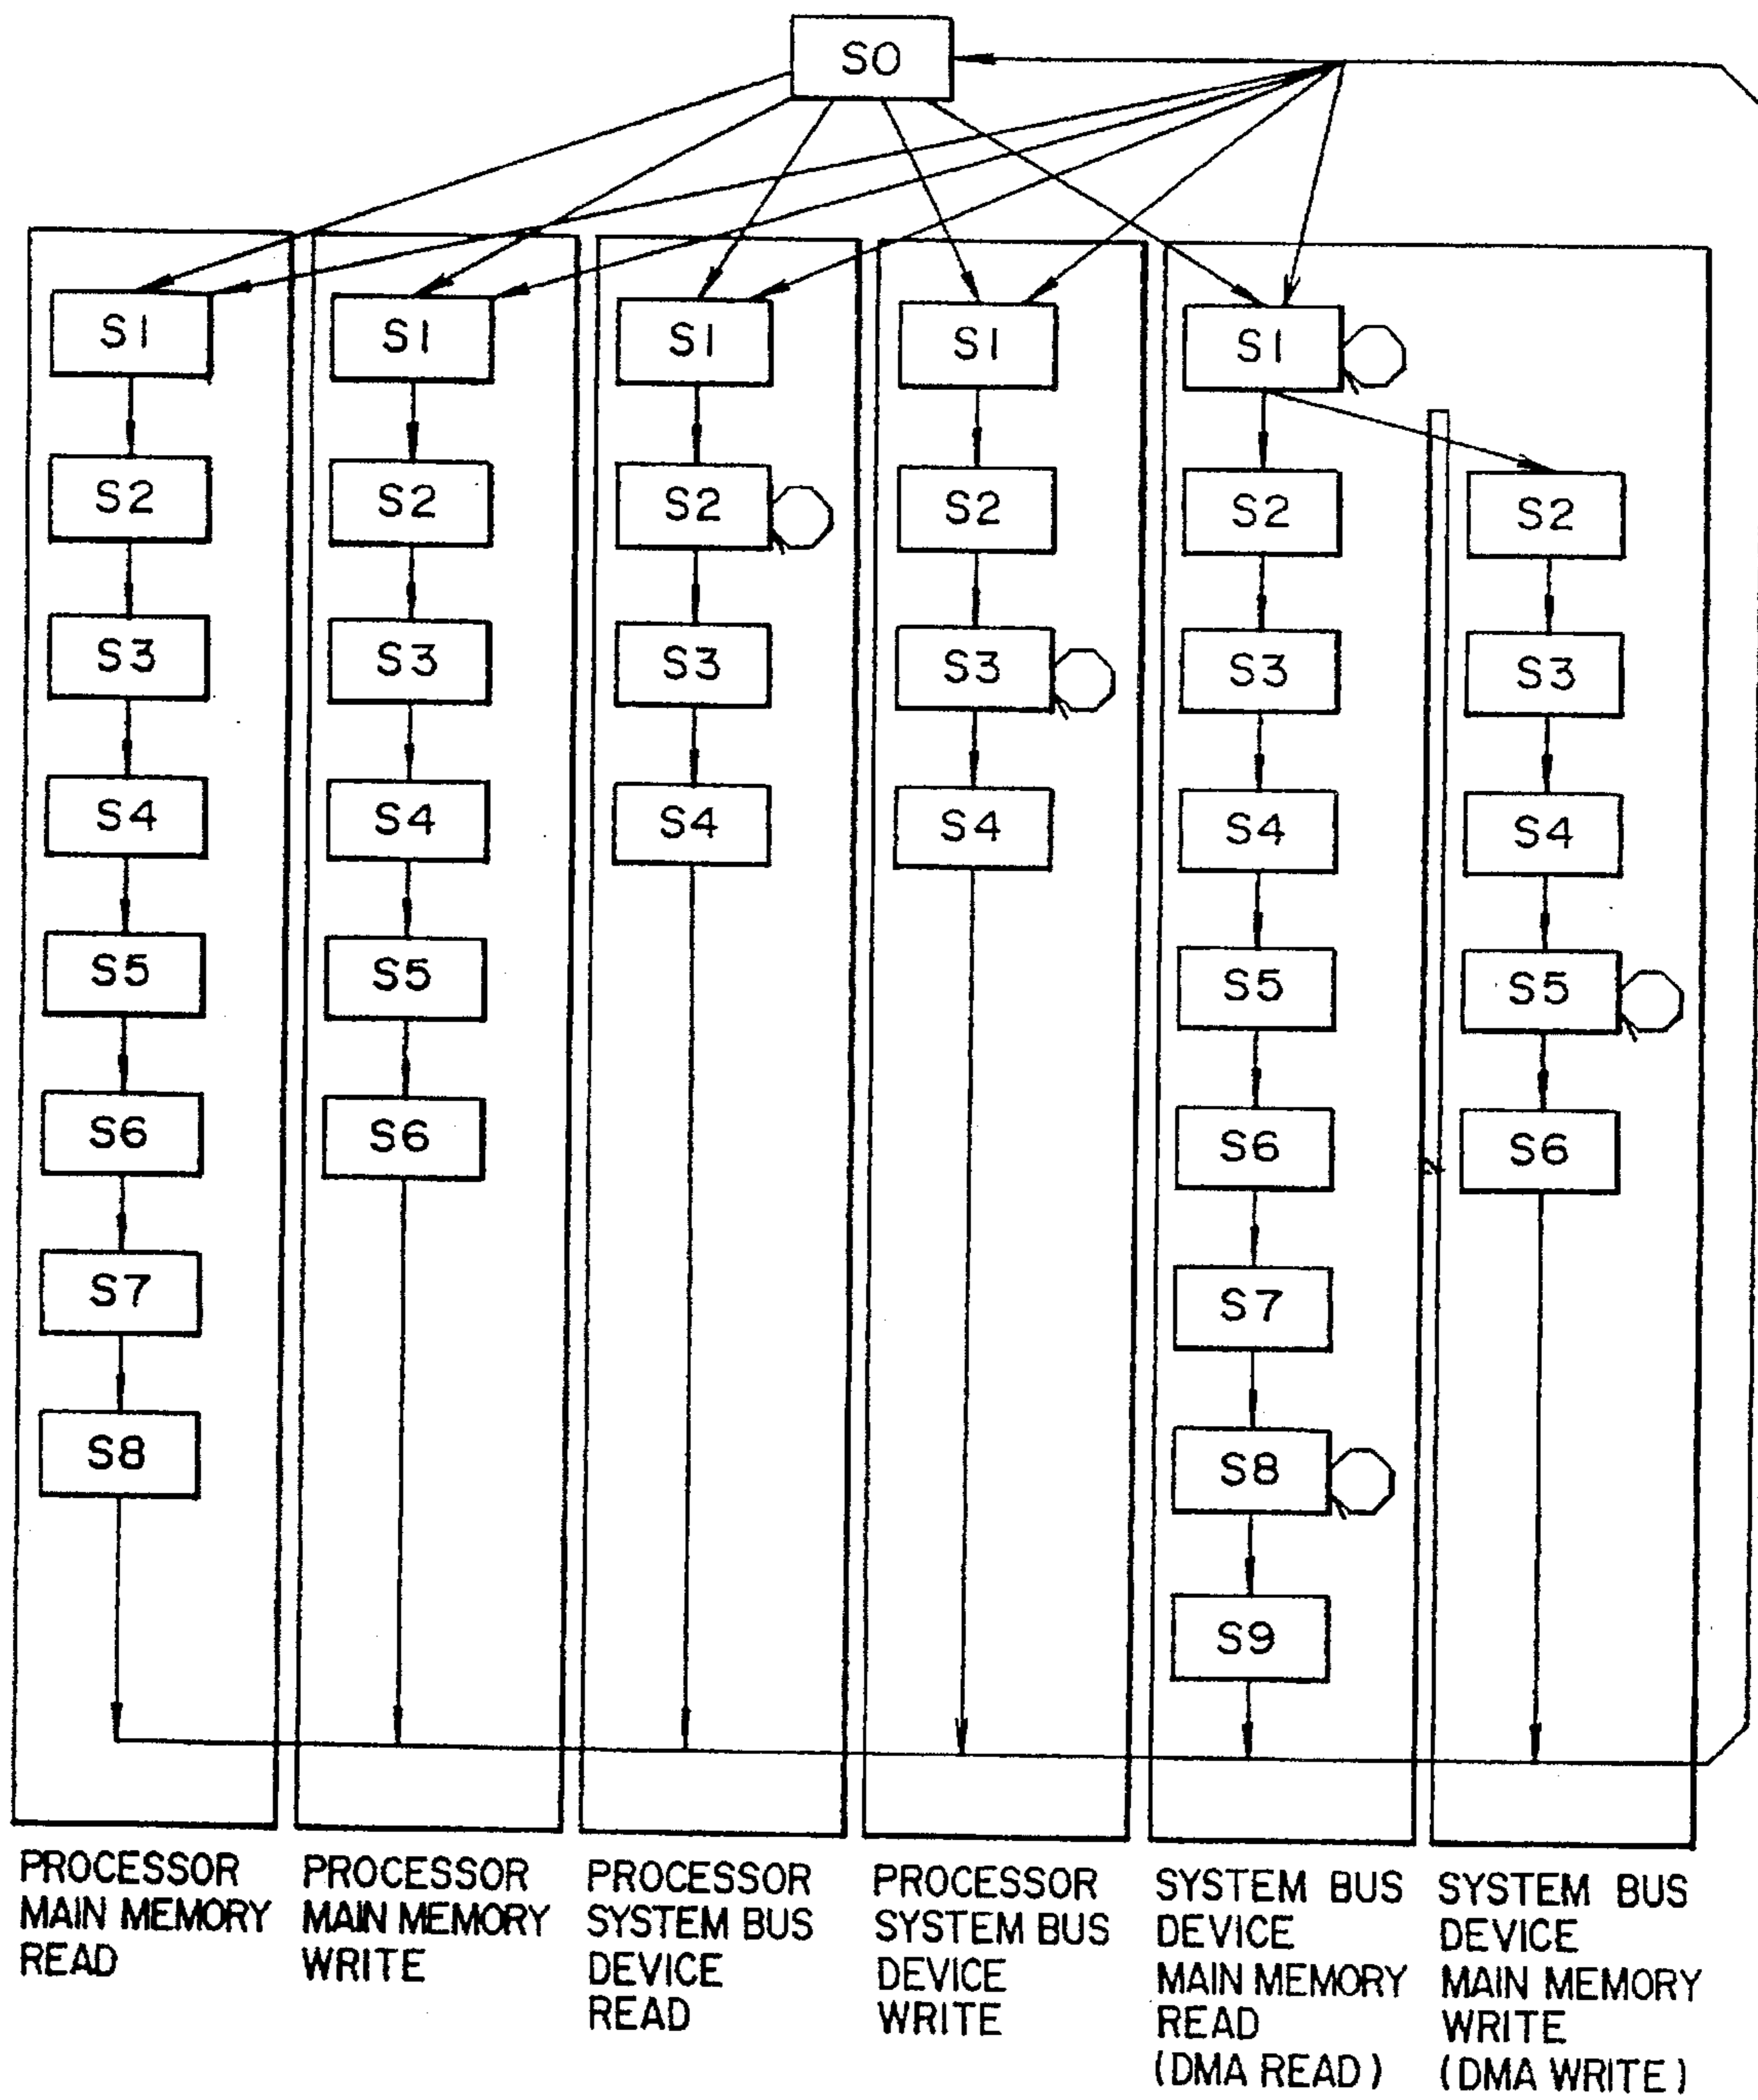 S0
S1
S2
S3
S4
S5
S6
S7
S8
PROCESSOR
MAIN MEMORY
READ
S1
S2
S3
S4
S5
S6
PROCESSOR
MAIN MEMORY
WRITE
S1
S2
S3
S4
PROCESSOR
SYSTEM BUS
DEVICE
READ
S1
S2
S3
S4
PROCESSOR
SYSTEM BUS
DEVICE
WRITE
S1
S2
S3
S4
S5
S6
S7
S8
S9
SYSTEM BUS
DEVICE
MAIN MEMORY
READ
(DMA READ)
S2
S3
S4
S5
S6
SYSTEM BUS
DEVICE
MAIN MEMORY
WRITE
(DMA WRITE)